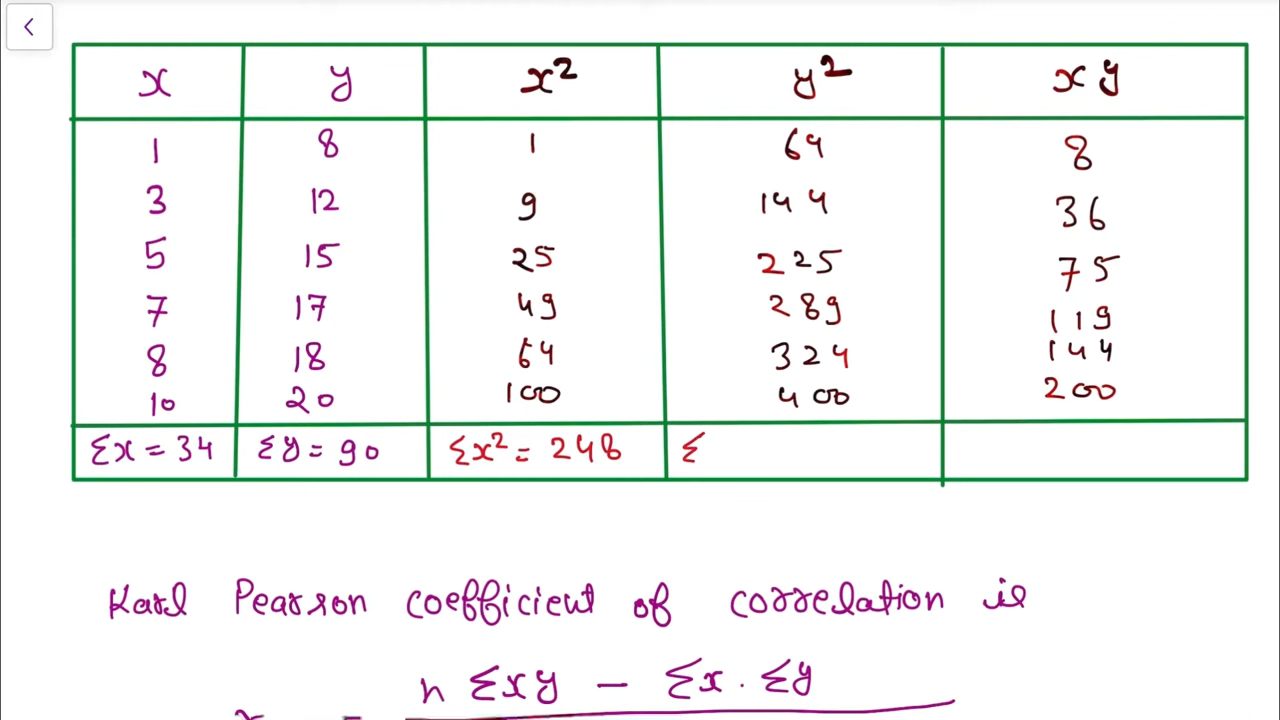 x y x² y² xy
1 8 1 64 8
3 12 9 144 36
5 15 25 225 75
7 17 49 289 119
8 18 64 324 144
10 20 100 400 200
Σx = 34 Σy = 90 Σx² = 248 Σ
Karl Pearson coefficient of correlation is
n Σxy – Σx . Σy